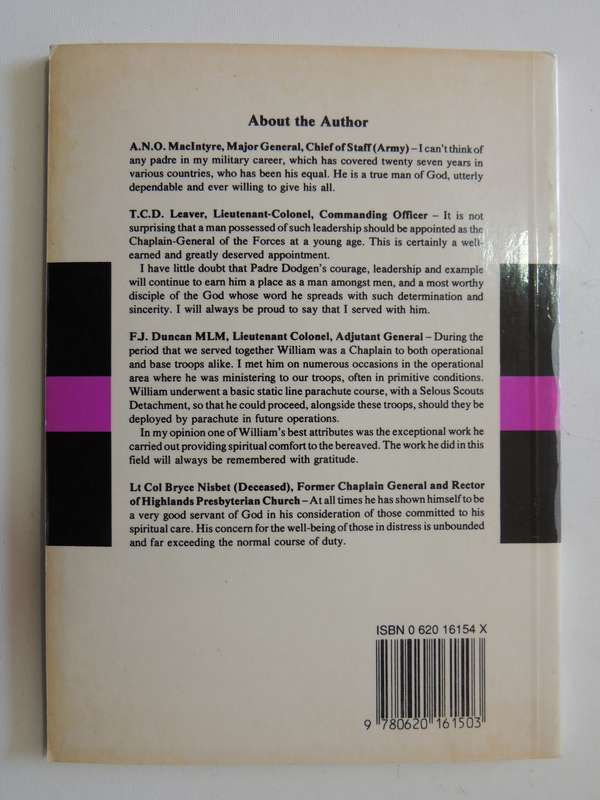 About the Author
A.N.O. MacIntyre, Major General, Chief of Staff (Army) – I can't think of
any padre in my military career, which has covered twenty seven years in
various countries, who has been his equal. He is a true man of God, utterly
dependable and ever willing to give his all.
T.C.D. Leaver, Lieutenant-Colonel, Commanding Officer – It is not
surprising that a man possessed of such leadership should be appointed as the
Chaplain-General of the Forces at a young age. This is certainly a well-
earned and greatly deserved appointment.
I have little doubt that Padre Dodgen's courage, leadership and example
will continue to earn him a place as a man amongst men, and a most worthy
disciple of the God whose word he spreads with such determination and
sincerity. I will always be proud to say that I served with him.
F.J. Duncan MLM, Lieutenant Colonel, Adjutant General – During the
period that we served together William was a Chaplain to both operational
and base troops alike. I met him on numerous occasions in the operational
area where he was ministering to our troops, often in primitive conditions.
William underwent a basic static line parachute course, with a Selous Scouts
Detachment, so that he could proceed, alongside these troops, should they be
deployed by parachute in future operations.
In my opinion one of William's best attributes was the exceptional work he
carried out providing spiritual comfort to the bereaved. The work he did in this
field will always be remembered with gratitude.
Lt Col Bryce Nisbet (Deceased), Former Chaplain General and Rector
of Highlands Presbyterian Church – At all times he has shown himself to be
a very good servant of God in his consideration of those committed to his
spiritual care. His concern for the well-being of those in distress is unbounded
and far exceeding the normal course of duty.
ISBN 0 620 16154 X
9 780620 161503